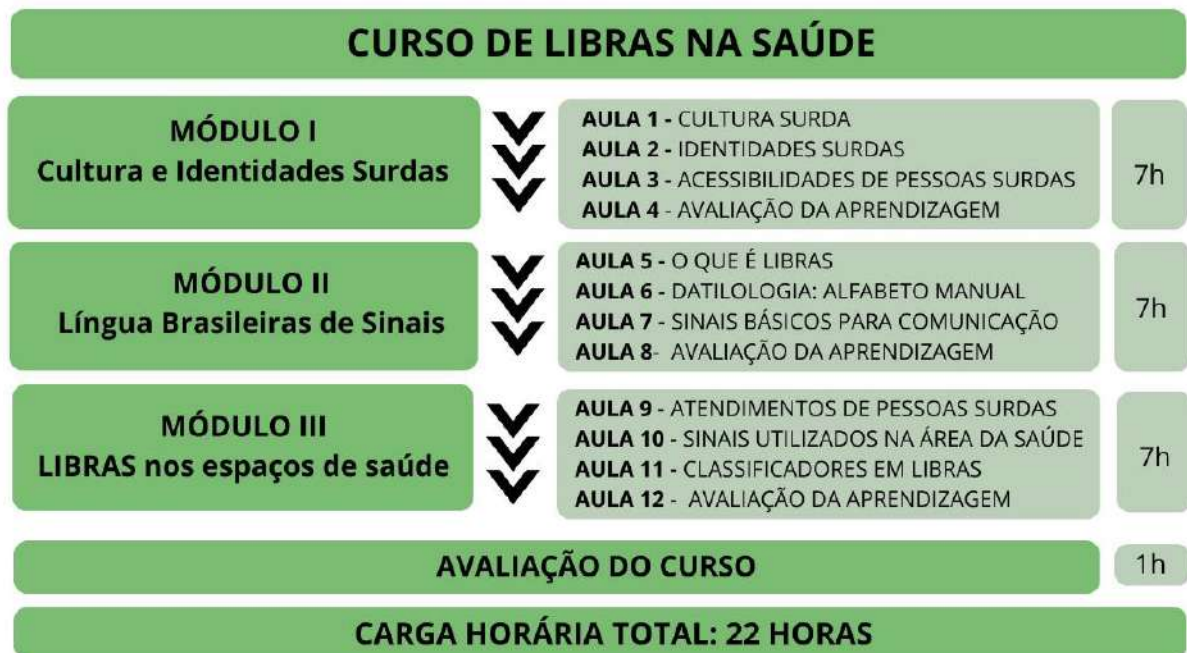 CURSO DE LIBRAS NA SAÚDE
MÓDULO I
Cultura e Identidades Surdas
AULA 1 - CULTURA SURDA
AULA 2 - IDENTIDADES SURDAS
AULA 3 - ACESSIBILIDADES DE PESSOAS SURDAS
AULA 4 - AVALIAÇÃO DA APRENDIZAGEM
7h
MÓDULO II
Língua Brasileiras de Sinais
AULA 5 - O QUE É LIBRAS
AULA 6 - DATILOLOGIA: ALFABETO MANUAL
AULA 7 - SINAIS BÁSICOS PARA COMUNICAÇÃO
AULA 8- AVALIAÇÃO DA APRENDIZAGEM
7h
MÓDULO III
LIBRAS nos espaços de saúde
AULA 9 - ATENDIMENTOS DE PESSOAS SURDAS
AULA 10 - SINAIS UTILIZADOS NA ÁREA DA SAÚDE
AULA 11 - CLASSIFICADORES EM LIBRAS
AULA 12 - AVALIAÇÃO DA APRENDIZAGEM
7h
AVALIAÇÃO DO CURSO
1h
CARGA HORÁRIA TOTAL: 22 HORAS